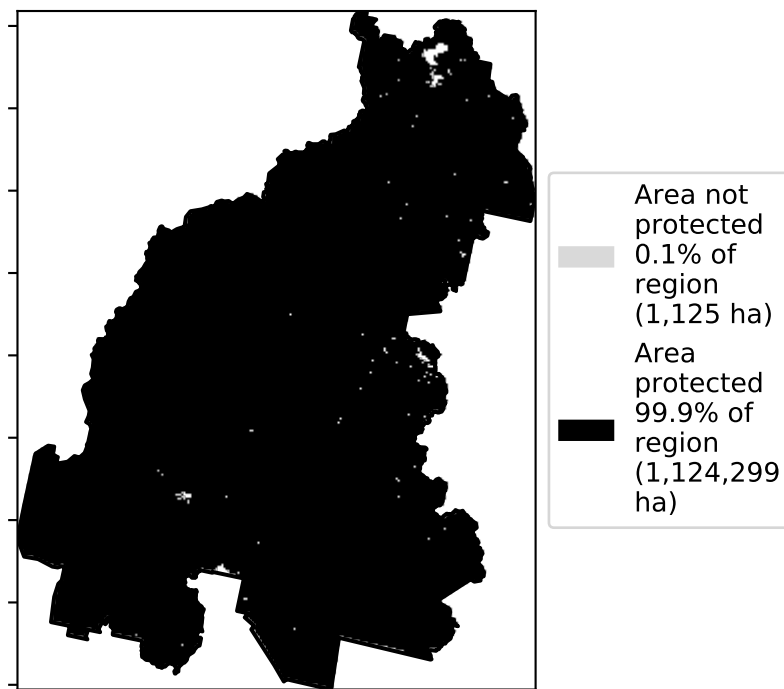 Area not
protected
0.1% of
region
(1,125 ha)
Area
protected
99.9% of
region
(1,124,299
ha)